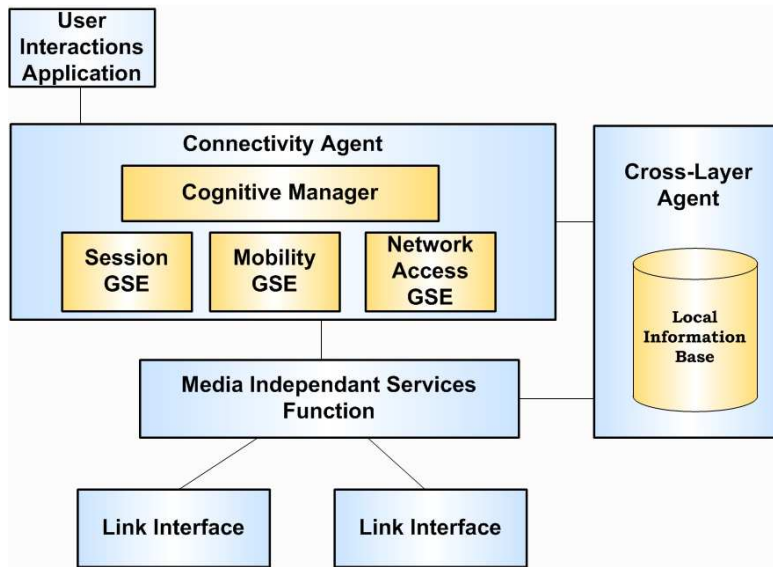 User
Interactions
Application
Connectivity Agent
Cognitive Manager
Session
GSE
Mobility
GSE
Network
Access
GSE
Cross-Layer
Agent
Local
Information
Base
Media Independant Services
Function
Link Interface
Link Interface